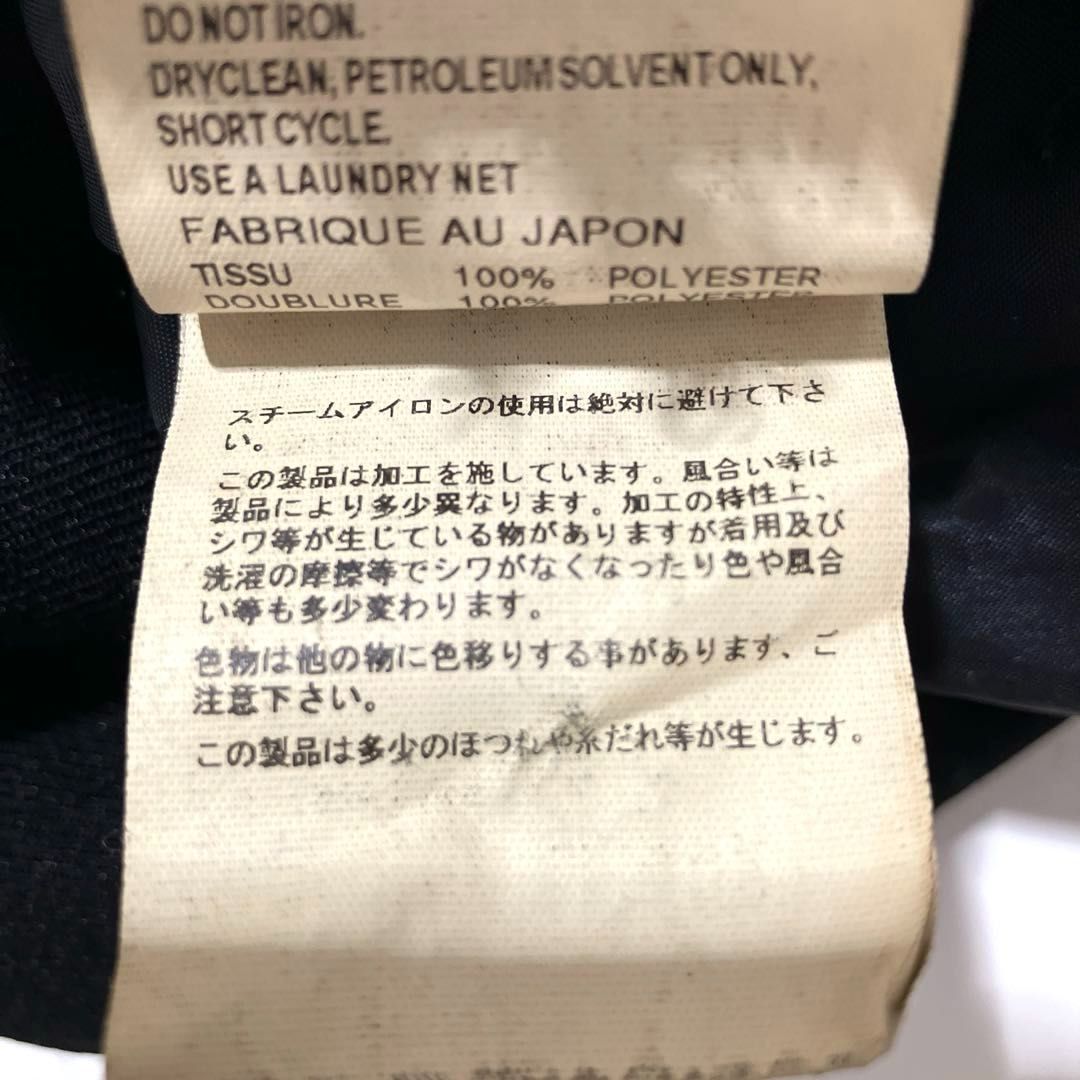 DO NOT IRON.
DRYCLEAN, PETROLEUM SOLVENT ONLY,
SHORT CYCLE.
USE A LAUNDRY NET
FABRIQUE AU JAPON
TISSU 100% POLYESTER
DOUBLURE 100% POLYESTER
スチームアイロンの使用は絶対に避けて下さ
い。
この製品は加工を施しています。風合い等は
製品により多少異なります。加工の特性上、
シワ等が生じている物がありますが着用及び
洗濯の摩擦等でシワがなくなったり色や風合
い等も多少変わります。
色物は他の物に色移りする事があります、ご
注意下さい。
この製品は多少のほつれや糸だれ等が生じます。